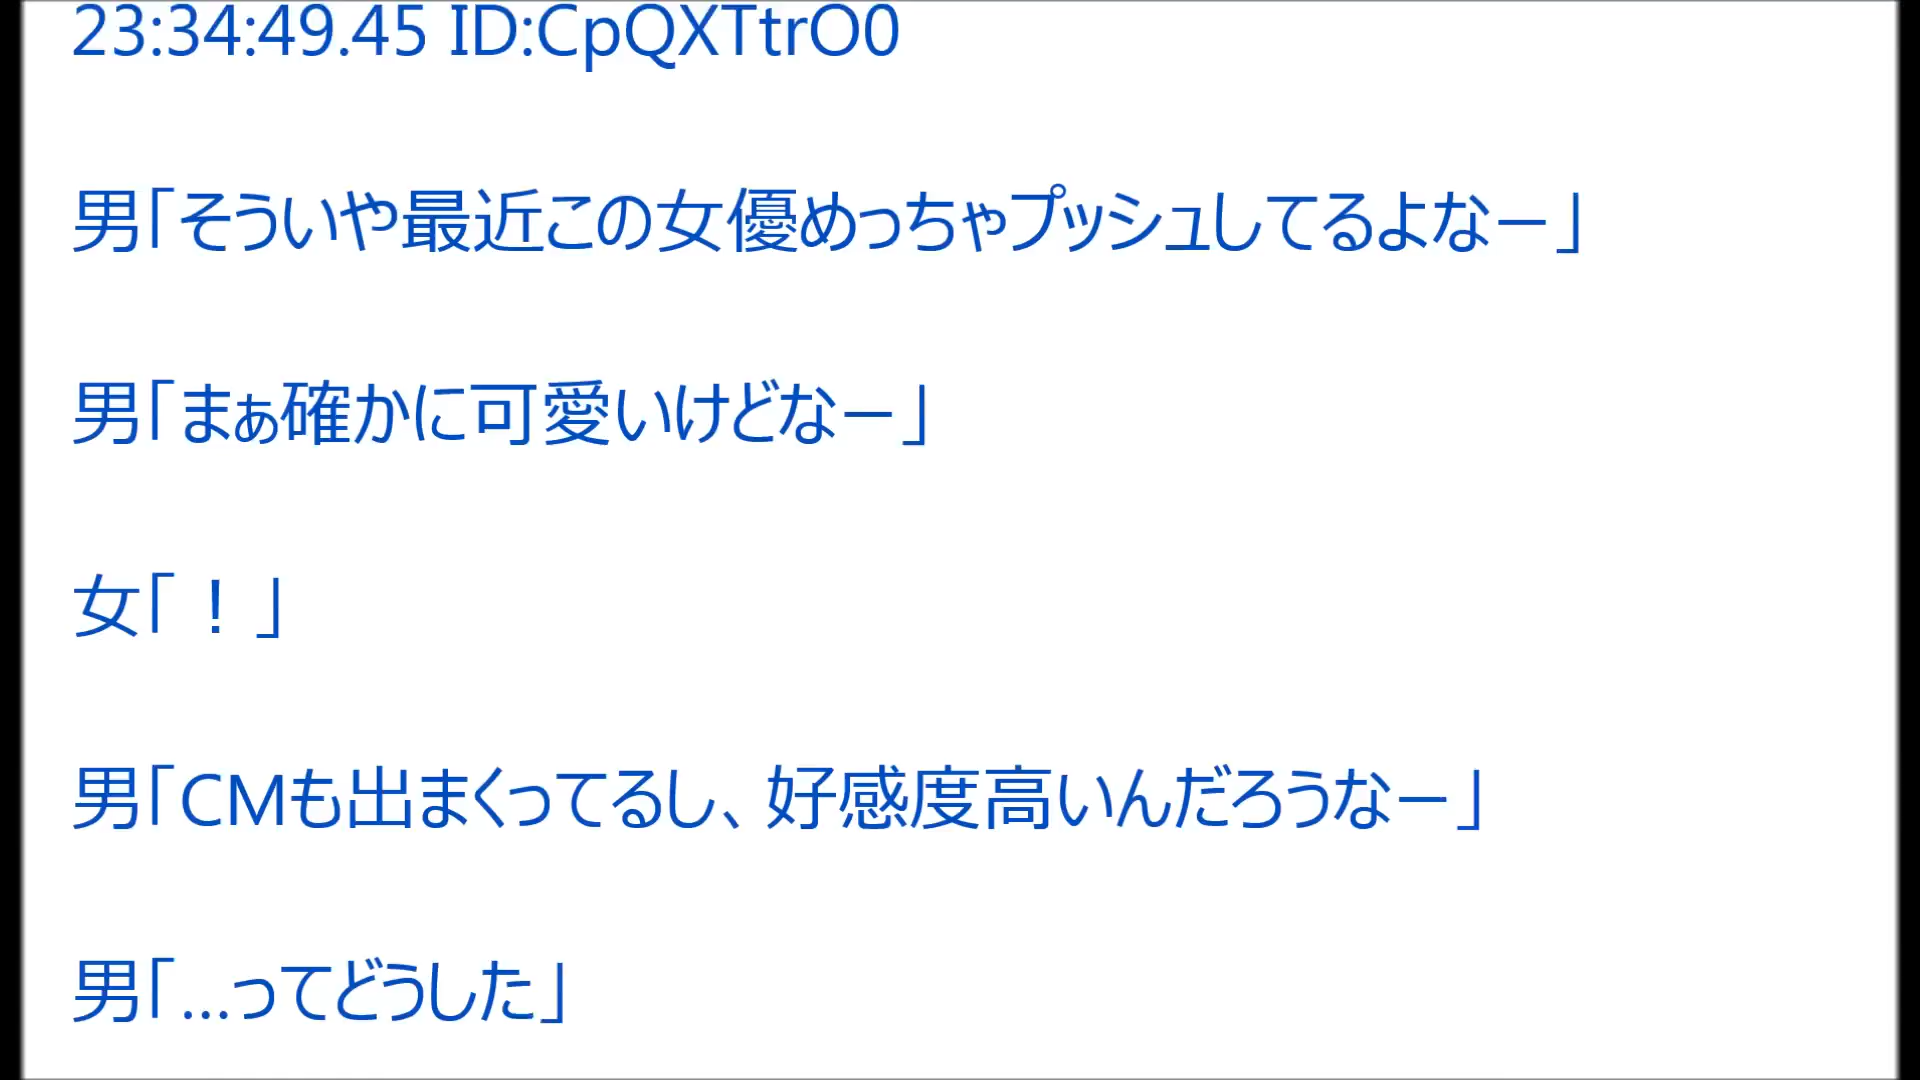 23:34:49.45 ID:CpQXTtrO0
男「そういや最近この女優めっちゃプッシュしてるよなー」
男「まぁ確かに可愛いけどなー」
女「！」
男「CMも出まくってるし、好感度高いんだろうなー」
男「…ってどうした」